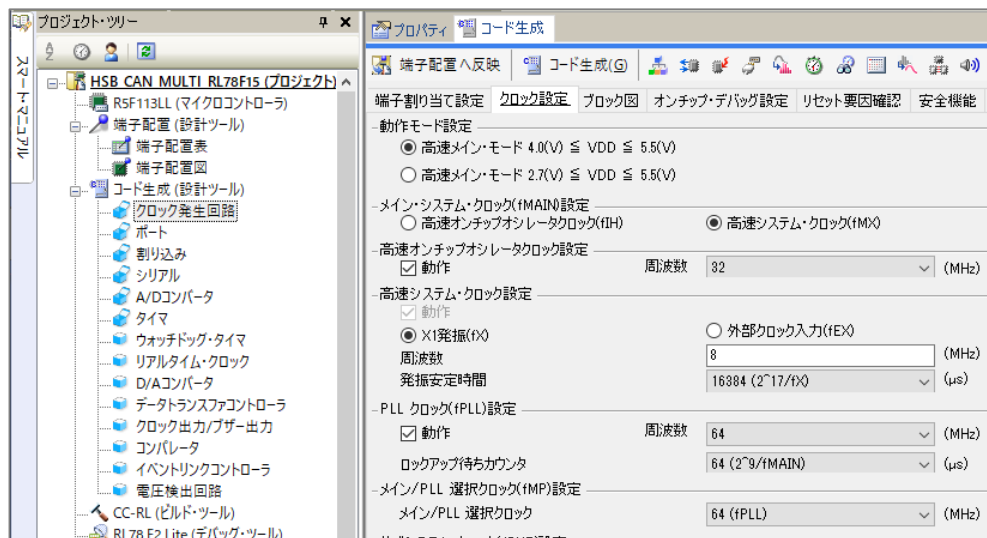 プロジェクト・ツリー
スマート・マニュアル
HSB CAN MULTI RL78F15 (プロジェクト)
R5F113LL (マイクロコントローラ)
端子配置 (設計ツール)
端子配置表
端子配置図
コード生成 (設計ツール)
クロック発生回路
ポート
割り込み
シリアル
A/Dコンバータ
タイマ
ウォッチドッグ・タイマ
リアルタイム・クロック
D/Aコンバータ
データトランスファコントローラ
クロック出力/ブザー出力
コンパレータ
イベントリンクコントローラ
電圧検出回路
CC-RL (ビルド・ツール)
RL78 E2 Lite (デバッグ・ツール)
プロパティ コード生成
端子配置へ反映 コード生成(G)
端子割り当て設定 クロック設定 ブロック図 オンチップ・デバッグ設定 リセット要因確認 安全機能
動作モード設定
高速メイン・モード 4.0(V) ≦ VDD ≦ 5.5(V)
高速メイン・モード 2.7(V) ≦ VDD ≦ 5.5(V)
メイン・システム・クロック(fMAIN)設定
高速オンチップオシレータクロック(fIH) 高速システム・クロック(fMX)
高速オンチップオシレータクロック設定
動作 周波数 32 (MHz)
高速システム・クロック設定
動作
X1発振(fX) 外部クロック入力(fEX)
周波数 8 (MHz)
発振安定時間 16384 (2^17/fX) (μs)
PLL クロック(fPLL)設定
動作 周波数 64 (MHz)
ロックアップ待ちカウンタ 64 (2^9/fMAIN) (μs)
メイン/PLL 選択クロック(fMP)設定
メイン/PLL 選択クロック 64 (fPLL) (MHz)